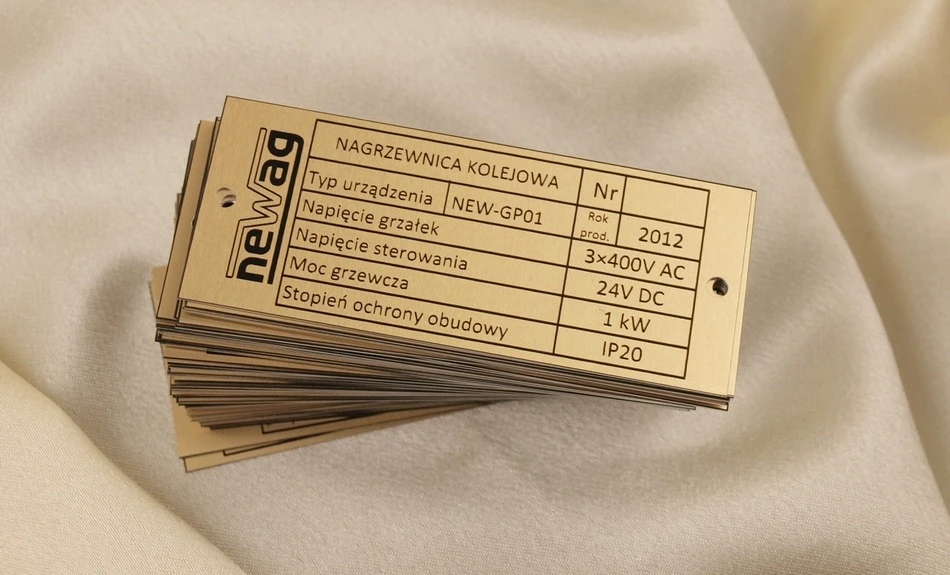 newag
NAGRZEWNICA KOLEJOWA Nr
Typ urządzenia NEW-GP01 Rok prod. 2012
Napięcie grzałek 3×400V AC
Napięcie sterowania 24V DC
Moc grzewcza 1 kW
Stopień ochrony obudowy IP20